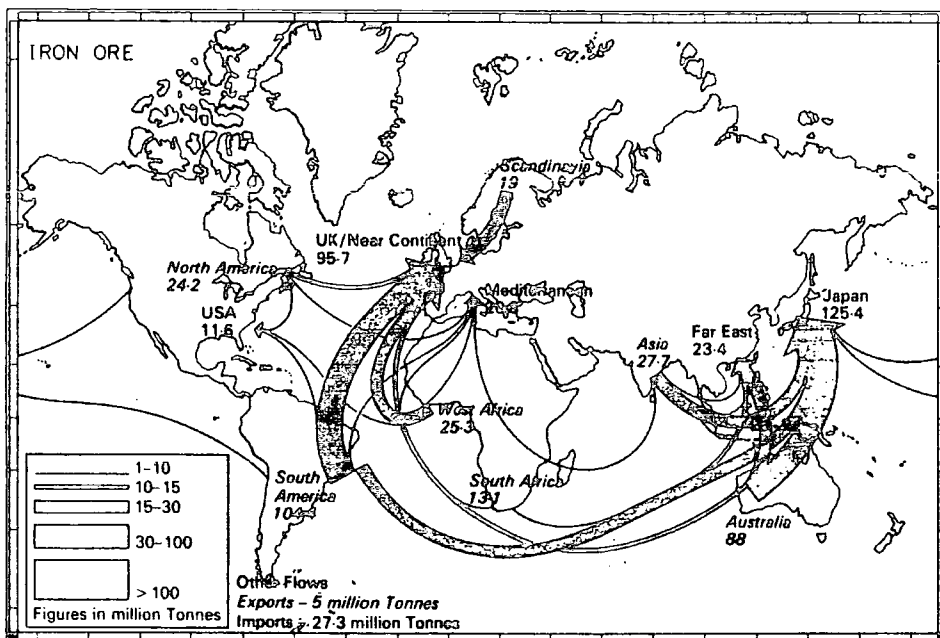 IRON ORE
Scandinavia
19
UK/Near Continent
95·7
North America
24·2
Mediterranean
USA
11·6
Japan
125·4
Far East
23·4
Asia
27·7
West Africa
25·3
South
America
South Africa
13·1
Australia
88
1–10
10–15
15–30
30–100
> 100
Figures in million Tonnes
Other Flows
Exports – 5 million Tonnes
Imports – 27·3 million Tonnes